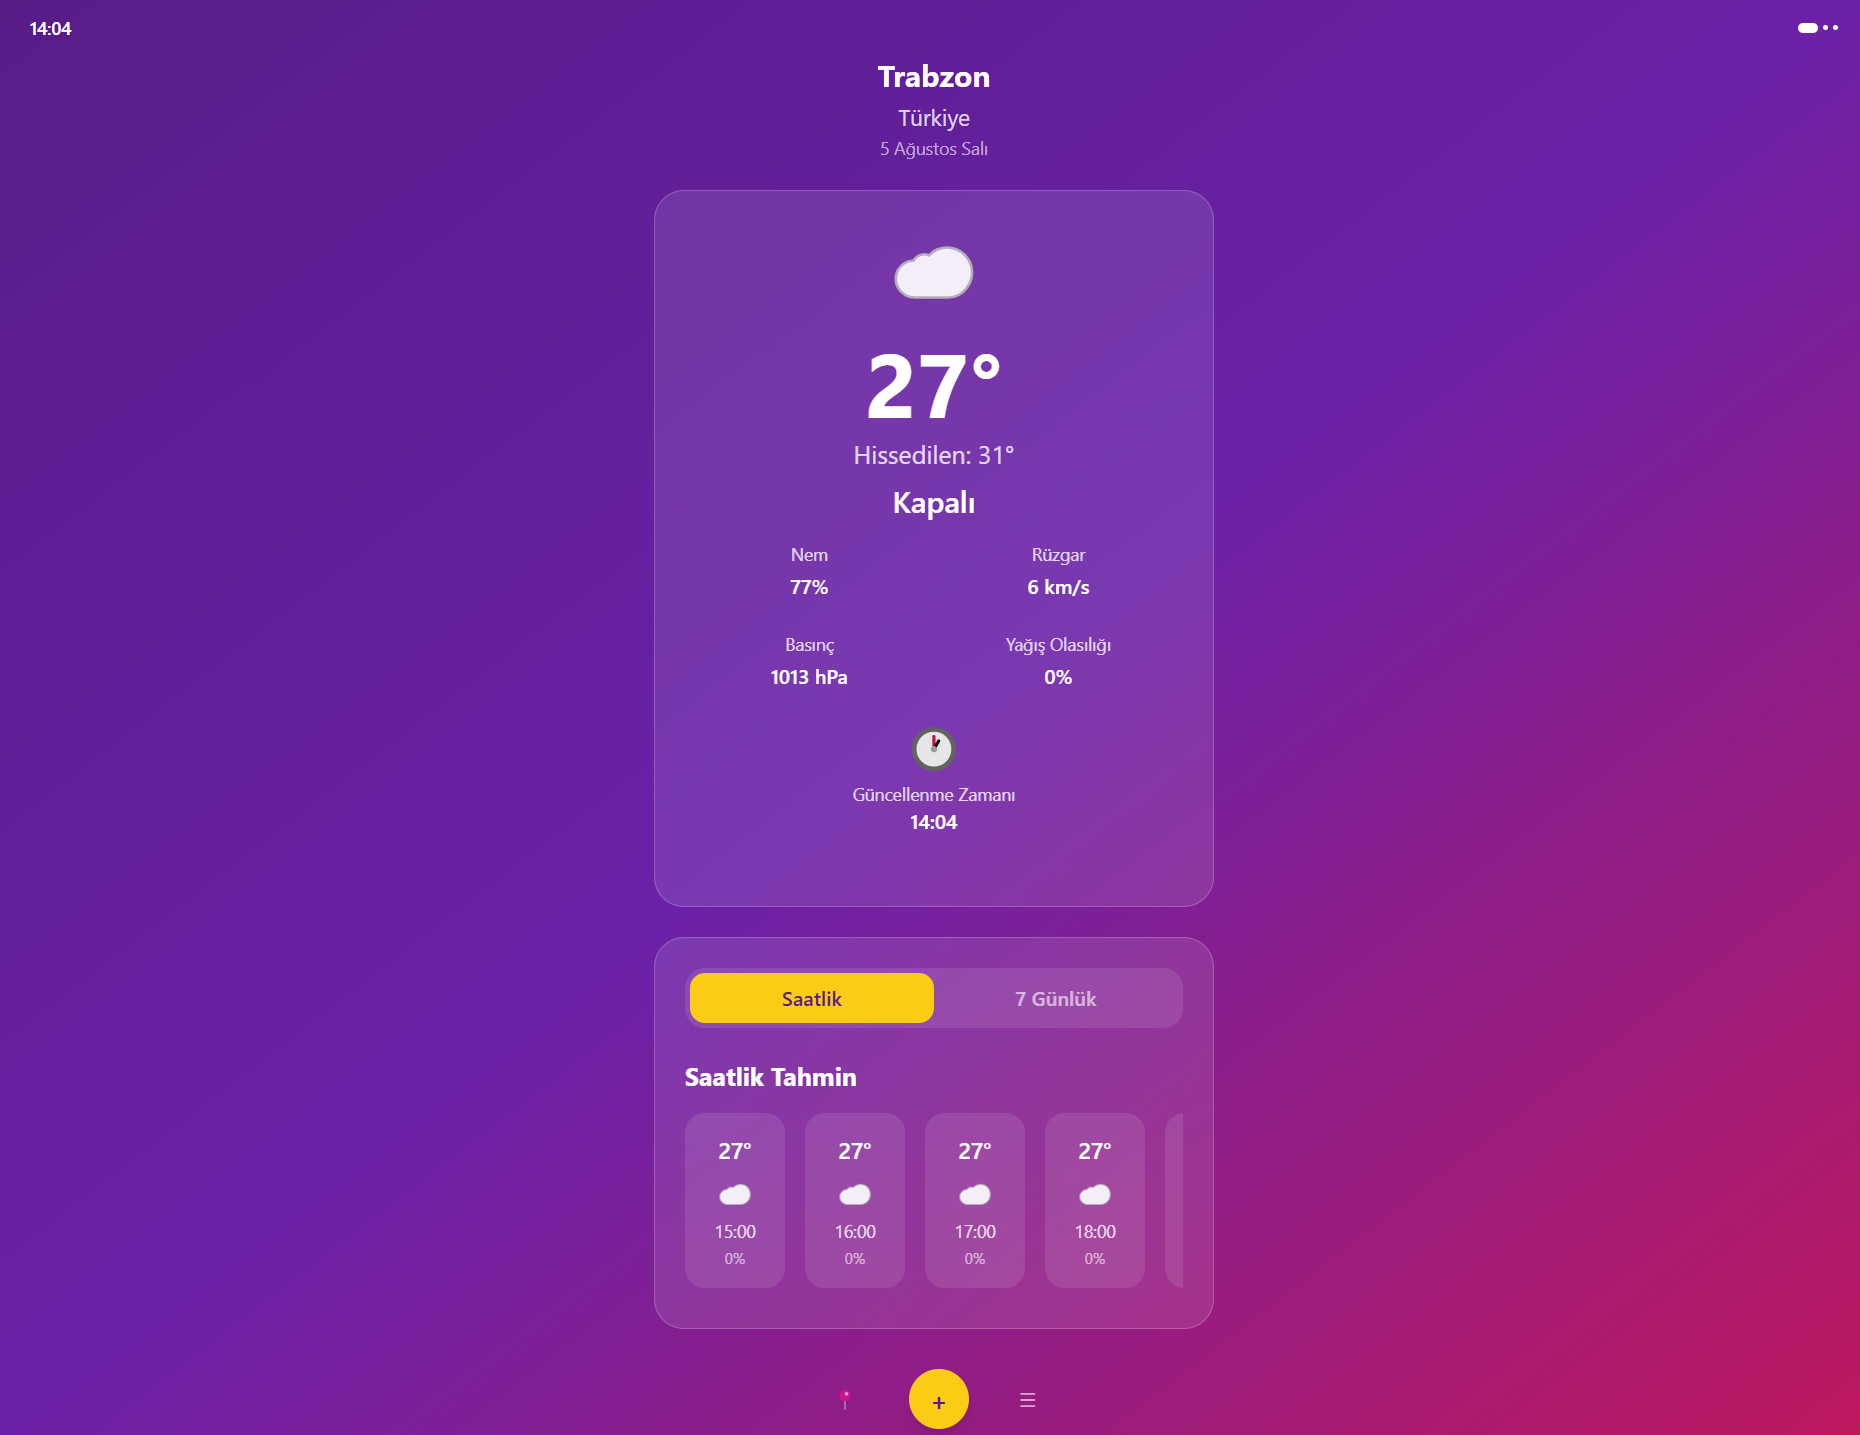 14:04
Trabzon
Türkiye
5 Ağustos Salı
27°
Hissedilen: 31°
Kapalı
Nem
77%
Rüzgar
6 km/s
Basınç
1013 hPa
Yağış Olasılığı
0%
Güncellenme Zamanı
14:04
Saatlik
7 Günlük
Saatlik Tahmin
27°
15:00
0%
27°
16:00
0%
27°
17:00
0%
27°
18:00
0%
+